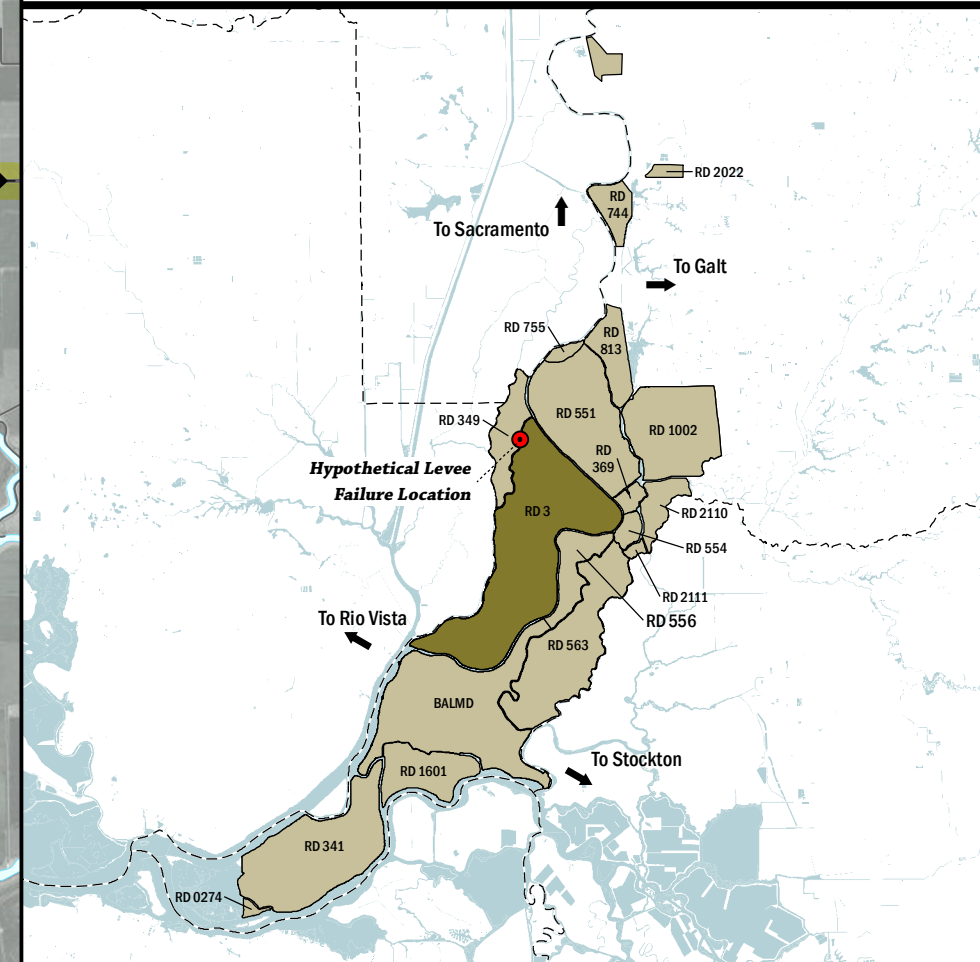 RD 2022
RD
744
To Sacramento
To Galt
RD 755
RD
813
RD 349
RD 551
RD 1002
RD
369
Hypothetical Levee
Failure Location
RD 3
RD 2110
RD 554
RD 2111
To Rio Vista
RD 556
RD 563
BALMD
To Stockton
RD 1601
RD 341
RD 0274